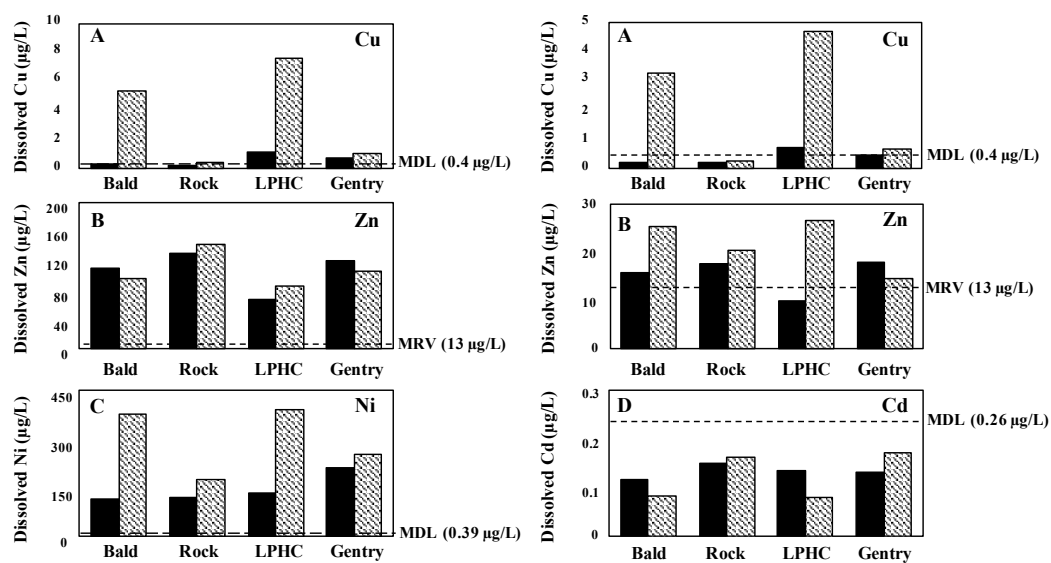 10
8
6
4
2
0
Dissolved Cu (µg/L)
A
Cu
MDL (0.4 µg/L)
Bald Rock LPHC Gentry
5
4
3
2
1
0
Dissolved Cu (µg/L)
A
Cu
MDL (0.4 µg/L)
Bald Rock LPHC Gentry
200
160
120
80
40
0
Dissolved Zn (µg/L)
B
Zn
MRV (13 µg/L)
Bald Rock LPHC Gentry
30
20
10
0
Dissolved Zn (µg/L)
B
Zn
MRV (13 µg/L)
Bald Rock LPHC Gentry
450
300
150
0
Dissolved Ni (µg/L)
C
Ni
MDL (0.39 µg/L)
Bald Rock LPHC Gentry
0.3
0.2
0.1
0
Dissolved Cd (µg/L)
D
Cd
MDL (0.26 µg/L)
Bald Rock LPHC Gentry